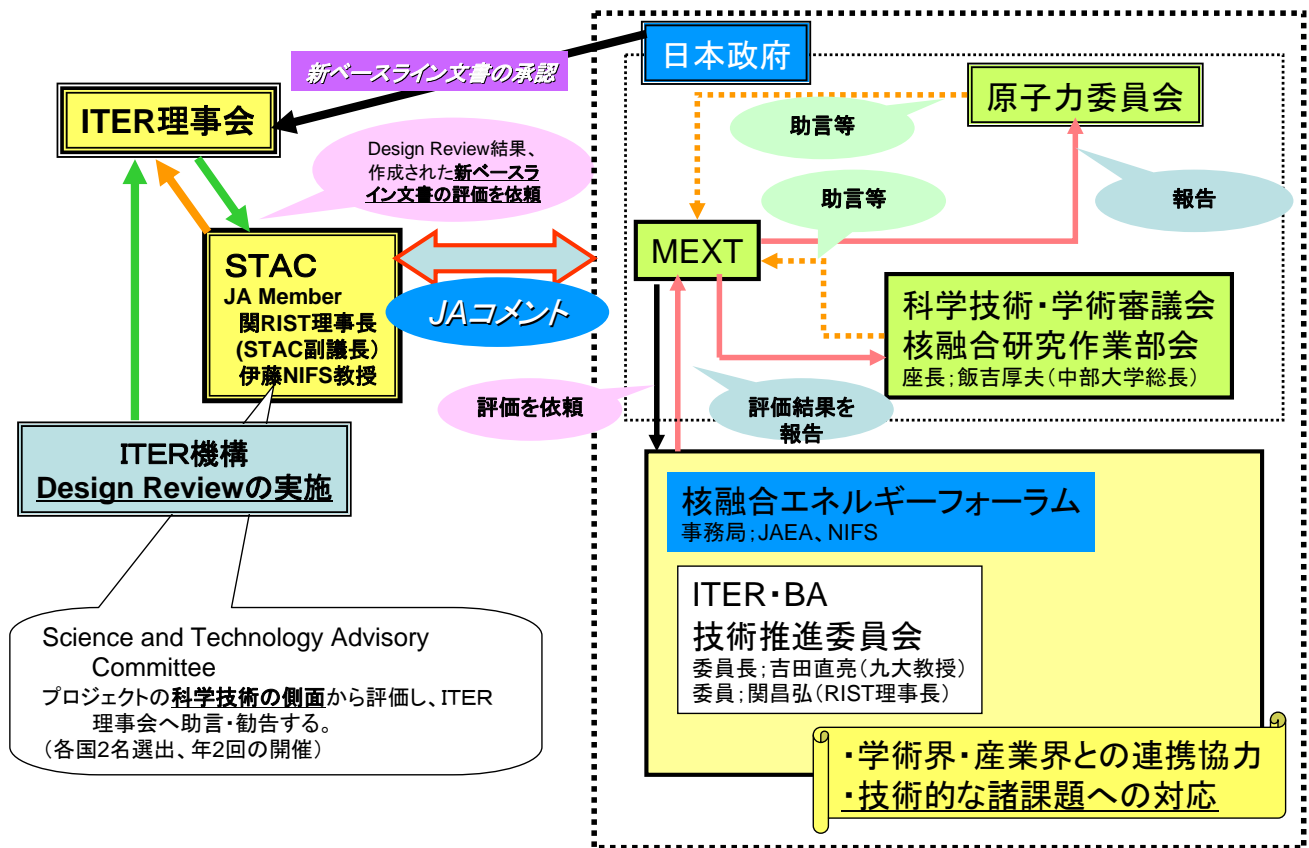 日本政府
新ベースライン文書の承認
ITER理事会
原子力委員会
助言等
Design Review結果、
作成された新ベースラ
イン文書の評価を依頼
助言等
報告
STAC
JA Member
関RIST理事長
(STAC副議長）
伊藤NIFS教授
JAコメント
MEXT
科学技術・学術審議会
核融合研究作業部会
座長；飯吉厚夫（中部大学総長）
評価を依頼
評価結果を
報告
ITER機構
Design Reviewの実施
核融合エネルギーフォーラム
事務局；JAEA、NIFS
ITER・BA
技術推進委員会
委員長；吉田直亮（九大教授）
委員；関昌弘（RIST理事長）
Science and Technology Advisory
Committee
プロジェクトの科学技術の側面から評価し、ITER
理事会へ助言・勧告する。
（各国2名選出、年2回の開催）
・学術界・産業界との連携協力
・技術的な諸課題への対応